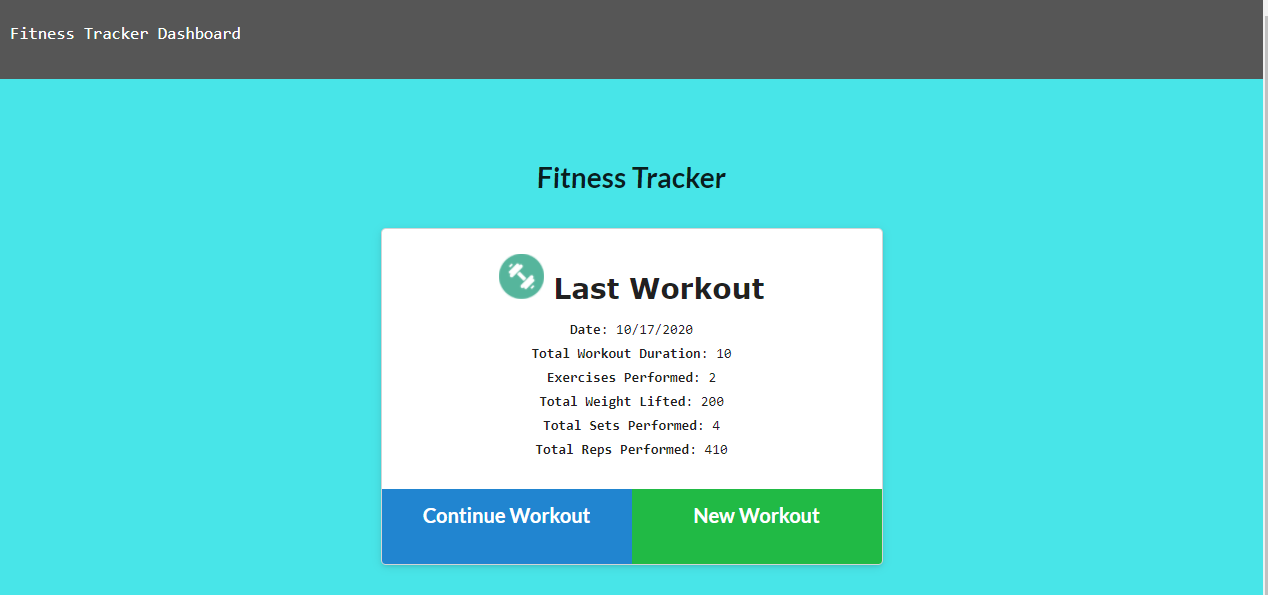 Fitness Tracker Dashboard
Fitness Tracker
Last Workout
Date: 10/17/2020
Total Workout Duration: 10
Exercises Performed: 2
Total Weight Lifted: 200
Total Sets Performed: 4
Total Reps Performed: 410
Continue Workout New Workout